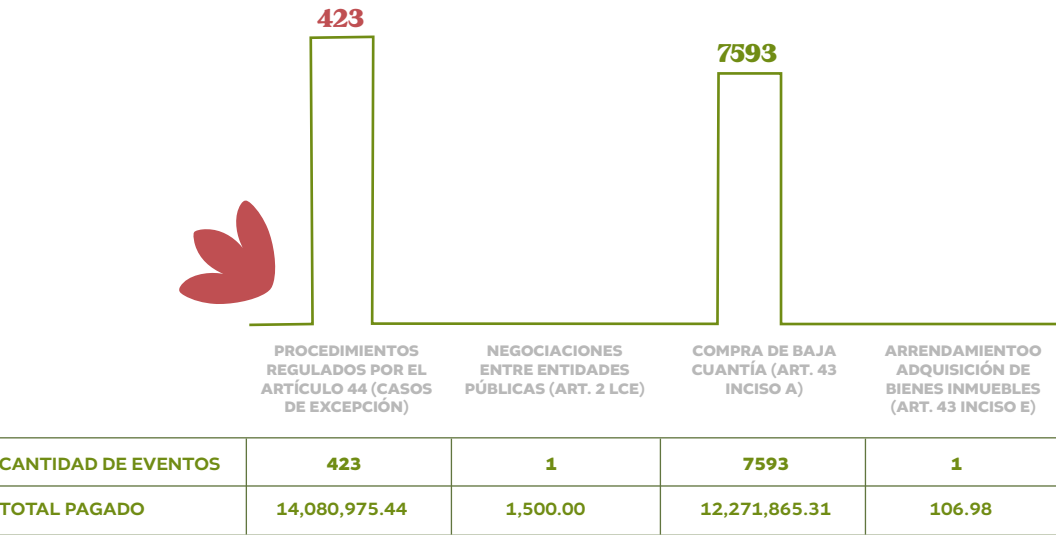 423
7593
PROCEDIMIENTOS
REGULADOS POR EL
ARTÍCULO 44 (CASOS
DE EXCEPCIÓN)
NEGOCIACIONES
ENTRE ENTIDADES
PÚBLICAS (ART. 2 LCE)
COMPRA DE BAJA
CUANTÍA (ART. 43
INCISO A)
ARRENDAMIENTOO
ADQUISICIÓN DE
BIENES INMUEBLES
(ART. 43 INCISO E)
CANTIDAD DE EVENTOS 423 1 7593 1
TOTAL PAGADO 14,080,975.44 1,500.00 12,271,865.31 106.98